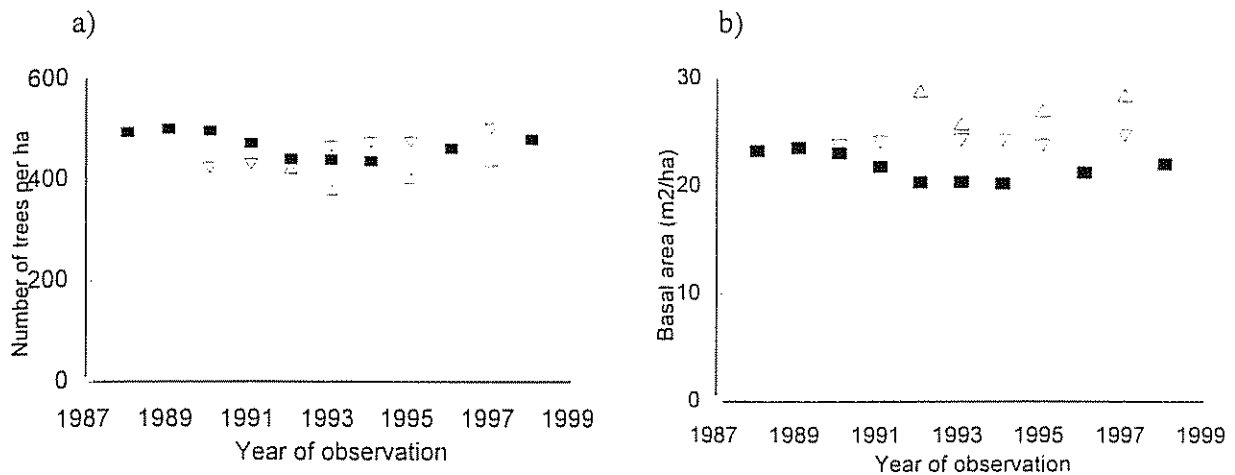 a)
Number of trees per ha
600
400
200
0
1987 1989 1991 1993 1995 1997 1999
Year of observation
b)
Basal area (m2/ha)
30
20
10
0
1987 1989 1991 1993 1995 1997 1999
Year of observation